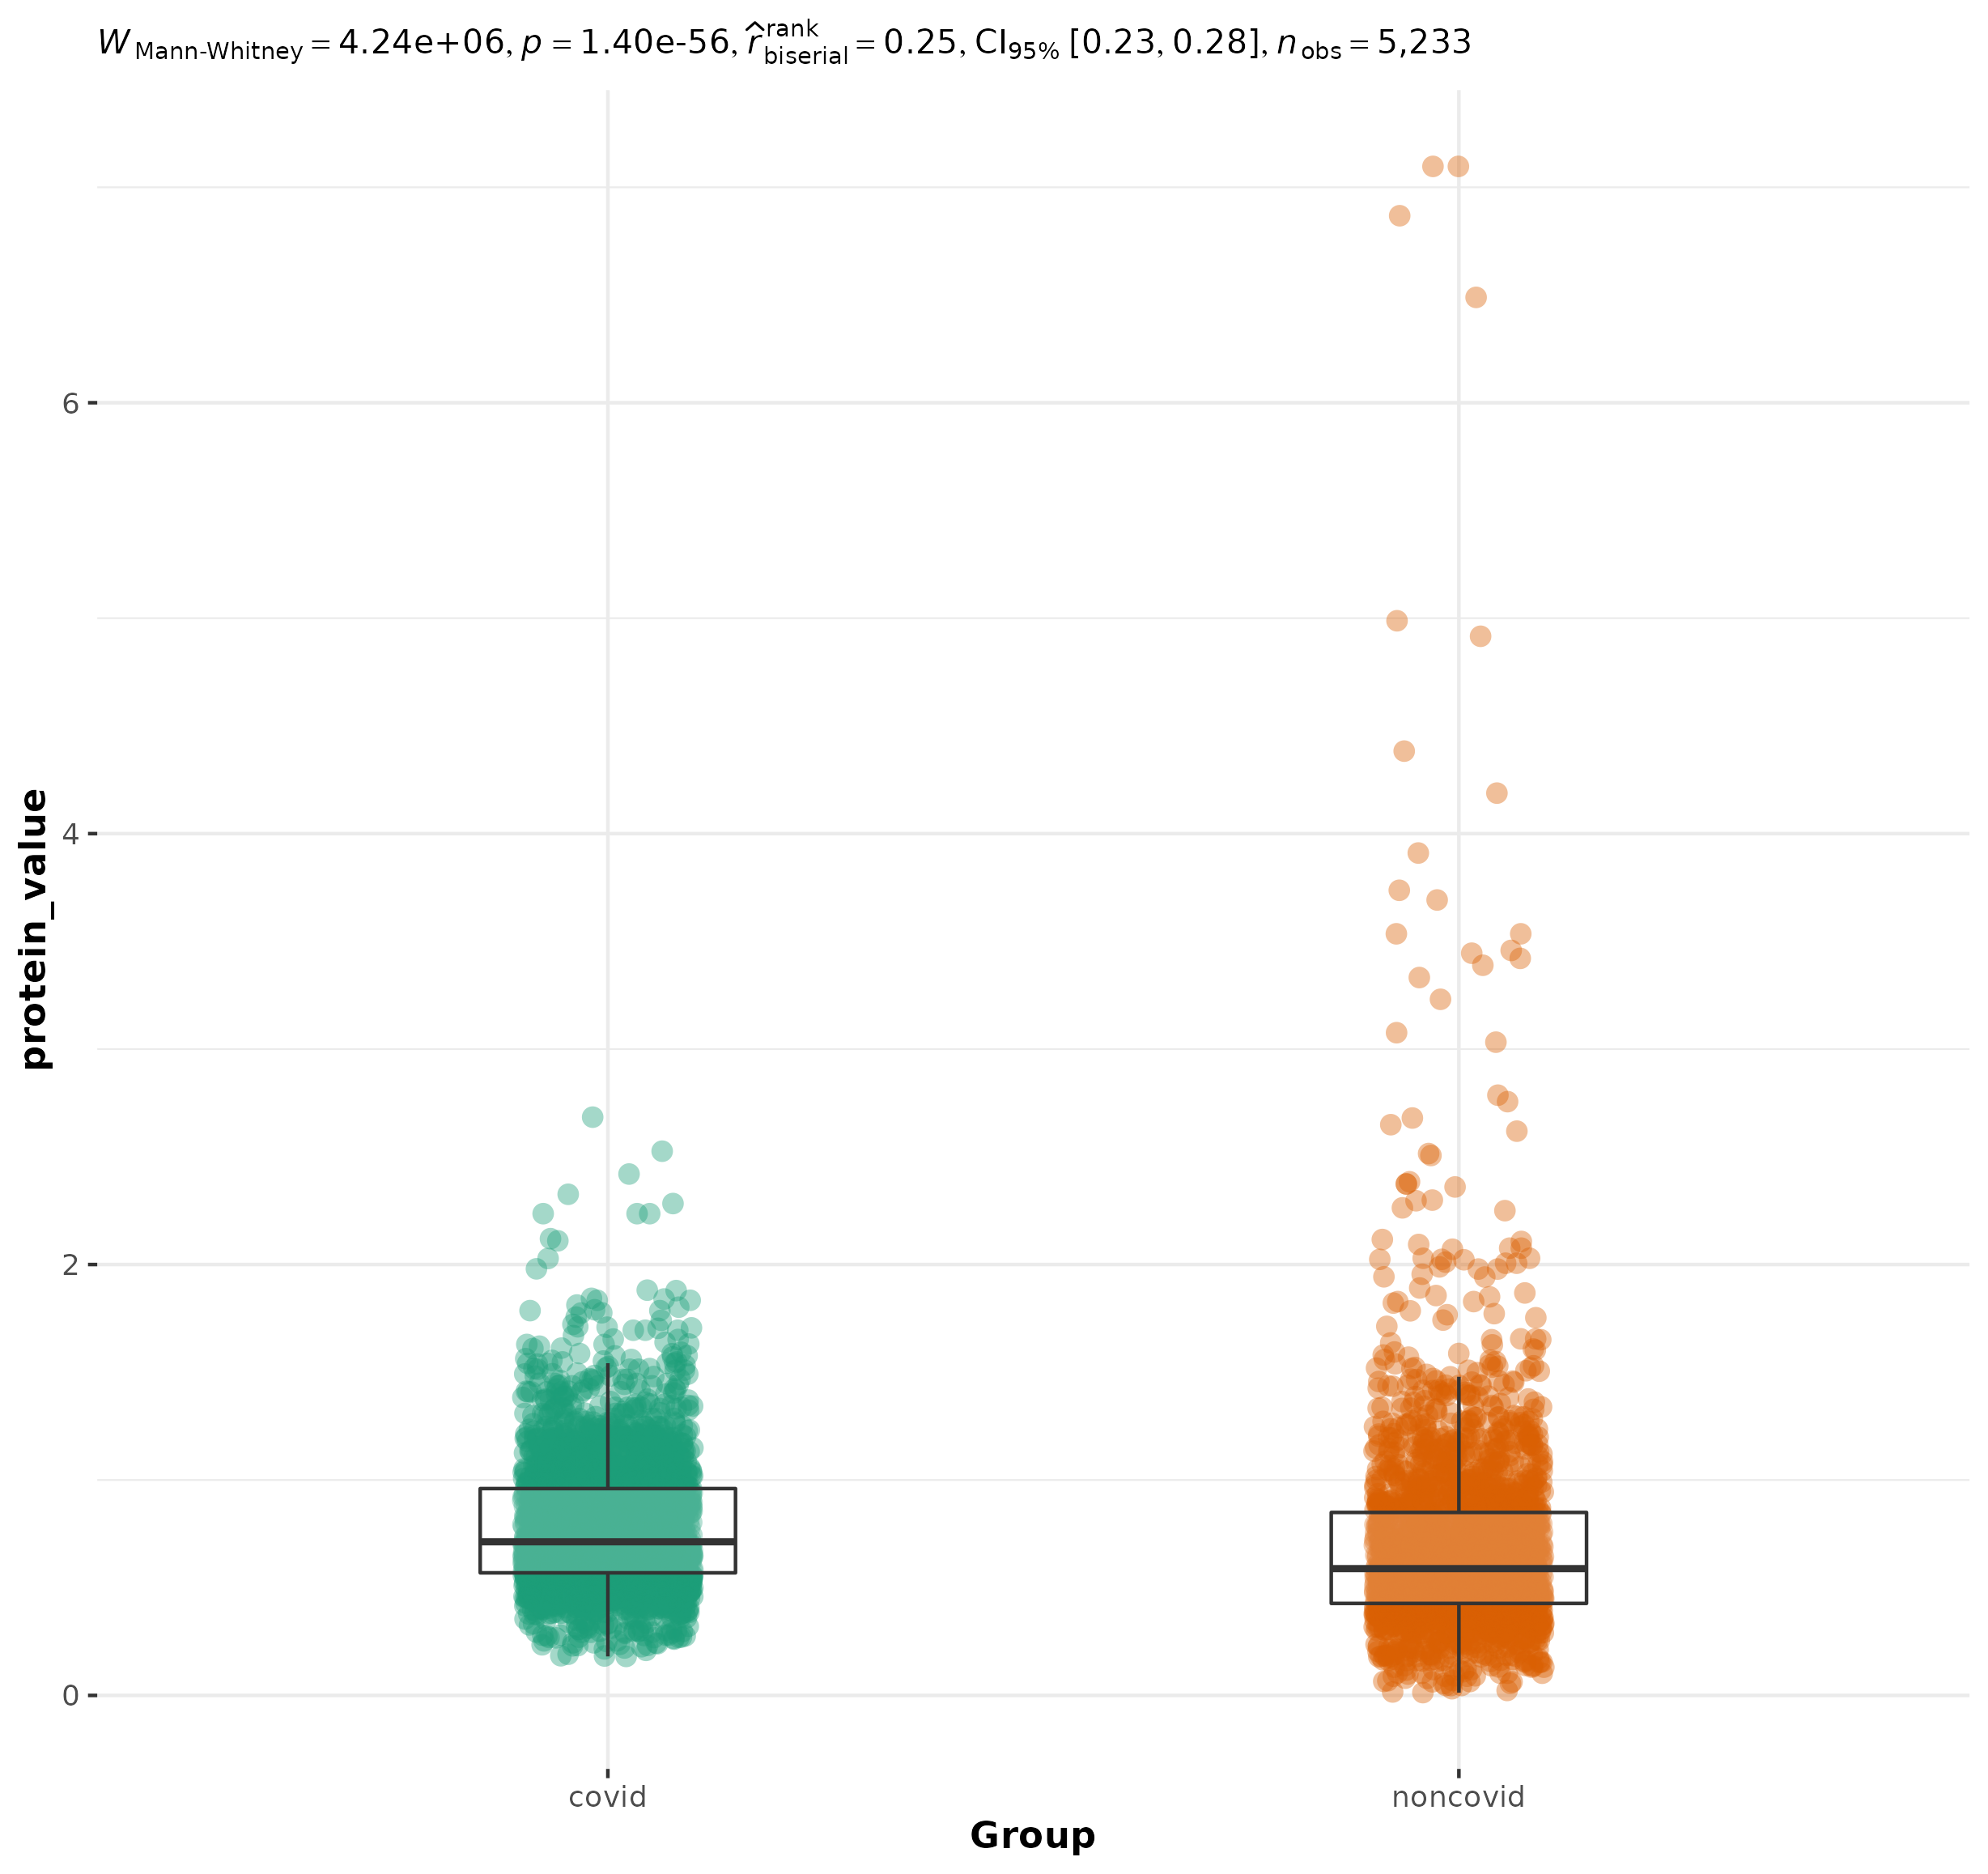 W Mann-Whitney = 4.24e+06, p = 1.40e-56, r̂ rank biserial = 0.25, CI95% [0.23, 0.28], n obs = 5,233
6
4
2
0
protein_value
covid noncovid
Group